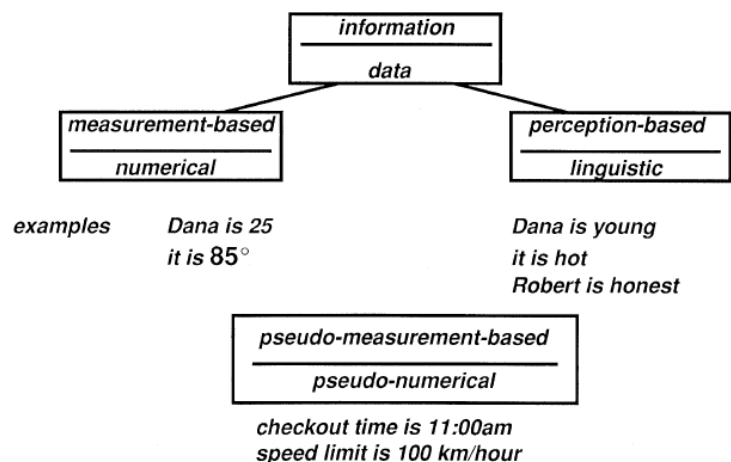 information
data
measurement-based
numerical
perception-based
linguistic
examples
Dana is 25
it is 85°
Dana is young
it is hot
Robert is honest
pseudo-measurement-based
pseudo-numerical
checkout time is 11:00am
speed limit is 100 km/hour